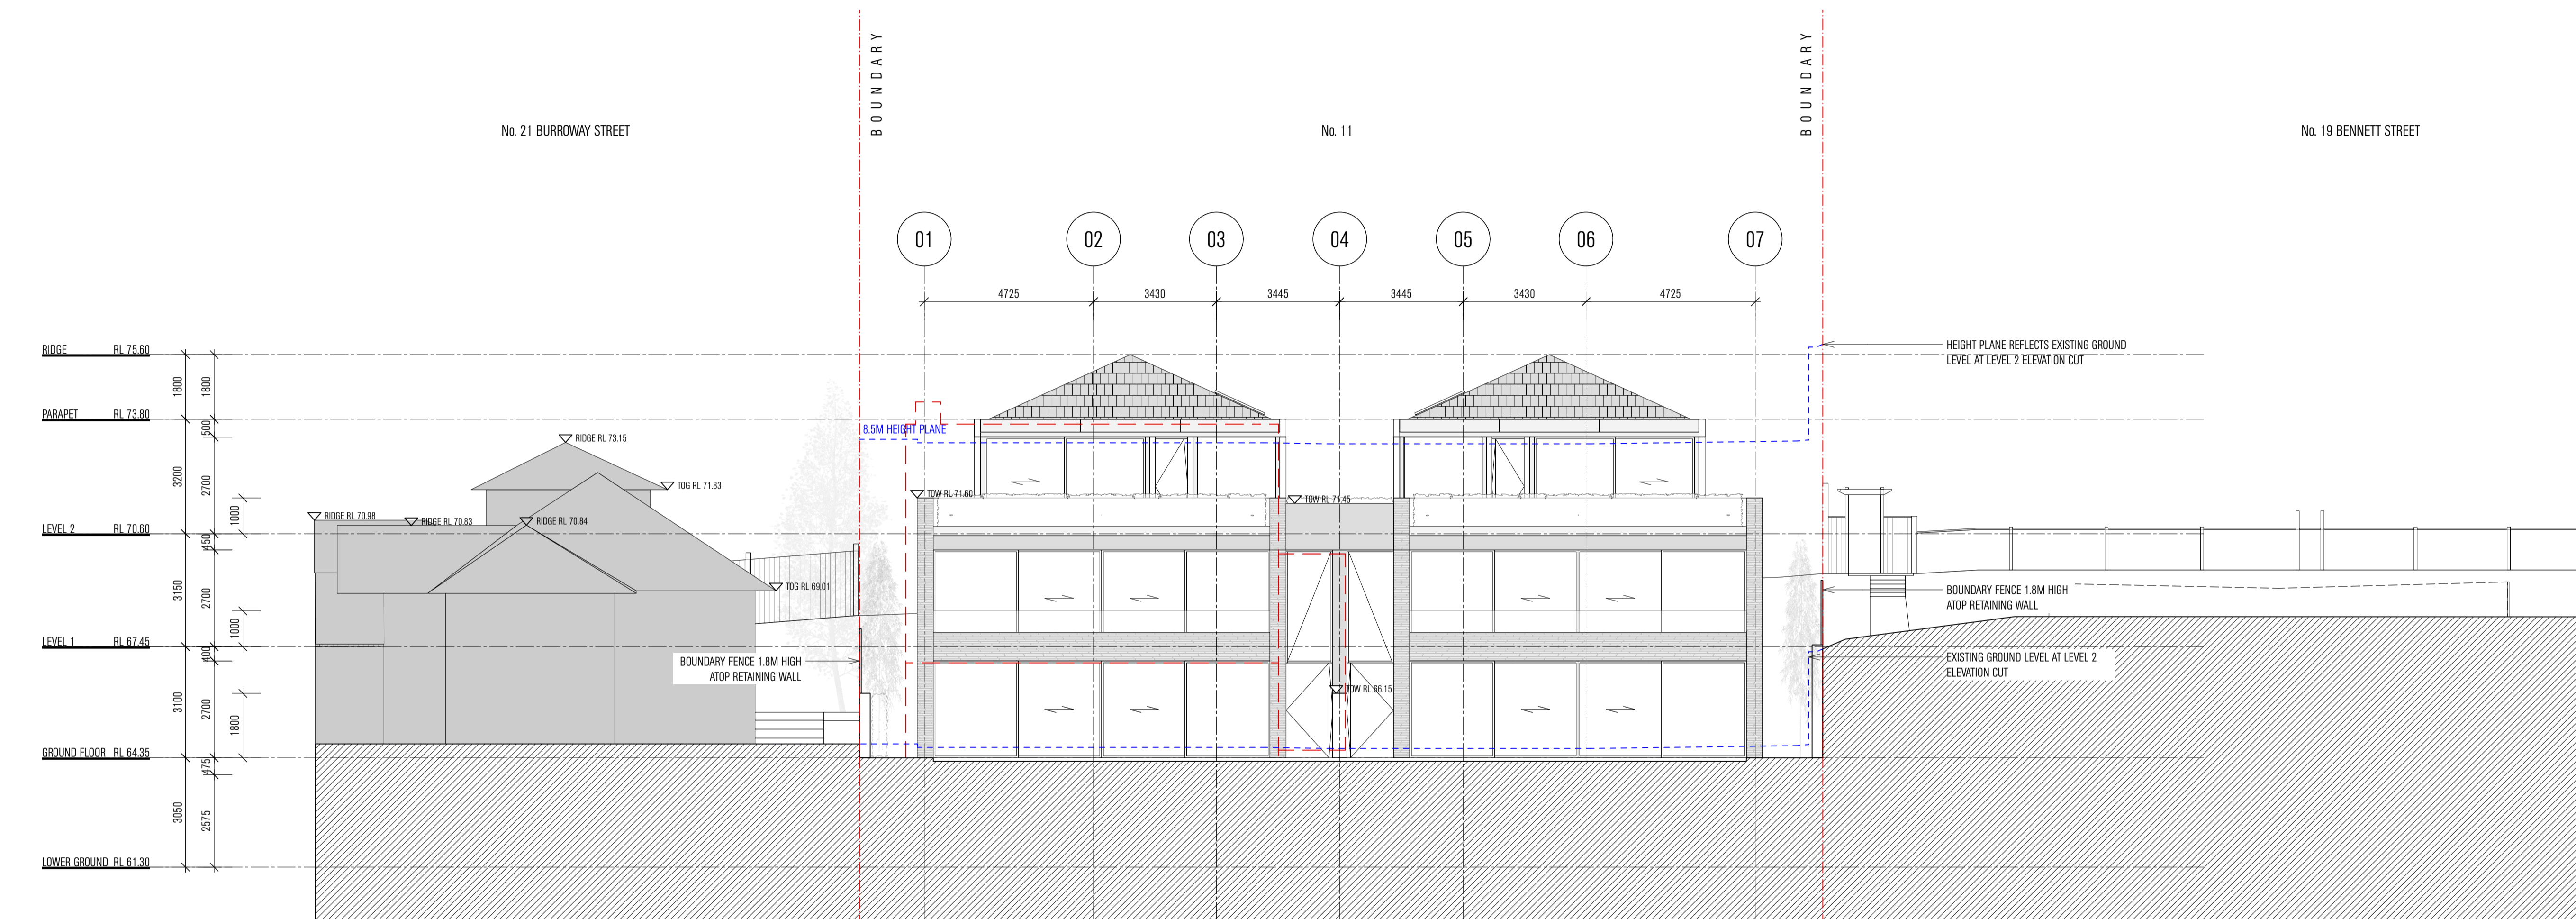 BOUNDARY
BOUNDARY
No. 21 BURROWAY STREET
No. 11
No. 19 BENNETT STREET
01
02
03
04
05
06
07
4725
3430
3445
3445
3430
4725
RIDGE RL 75.60
HEIGHT PLANE REFLECTS EXISTING GROUND
LEVEL AT LEVEL 2 ELEVATION CUT
1800
1800
PARAPET RL 73.80
500
8.5M HEIGHT PLANE
RIDGE RL 73.15
3200
2700
TOG RL 71.83
1000
TOW RL 71.60
TOW RL 71.45
RIDGE RL 70.98
RIDGE RL 70.83
RIDGE RL 70.84
LEVEL 2 RL 70.60
450
3150
2700
TOG RL 69.01
BOUNDARY FENCE 1.8M HIGH
ATOP RETAINING WALL
1000
LEVEL 1 RL 67.45
400
BOUNDARY FENCE 1.8M HIGH
ATOP RETAINING WALL
EXISTING GROUND LEVEL AT LEVEL 2
ELEVATION CUT
TOW RL 66.15
3100
2700
1800
GROUND FLOOR RL 64.35
475
3050
2575
LOWER GROUND RL 61.30